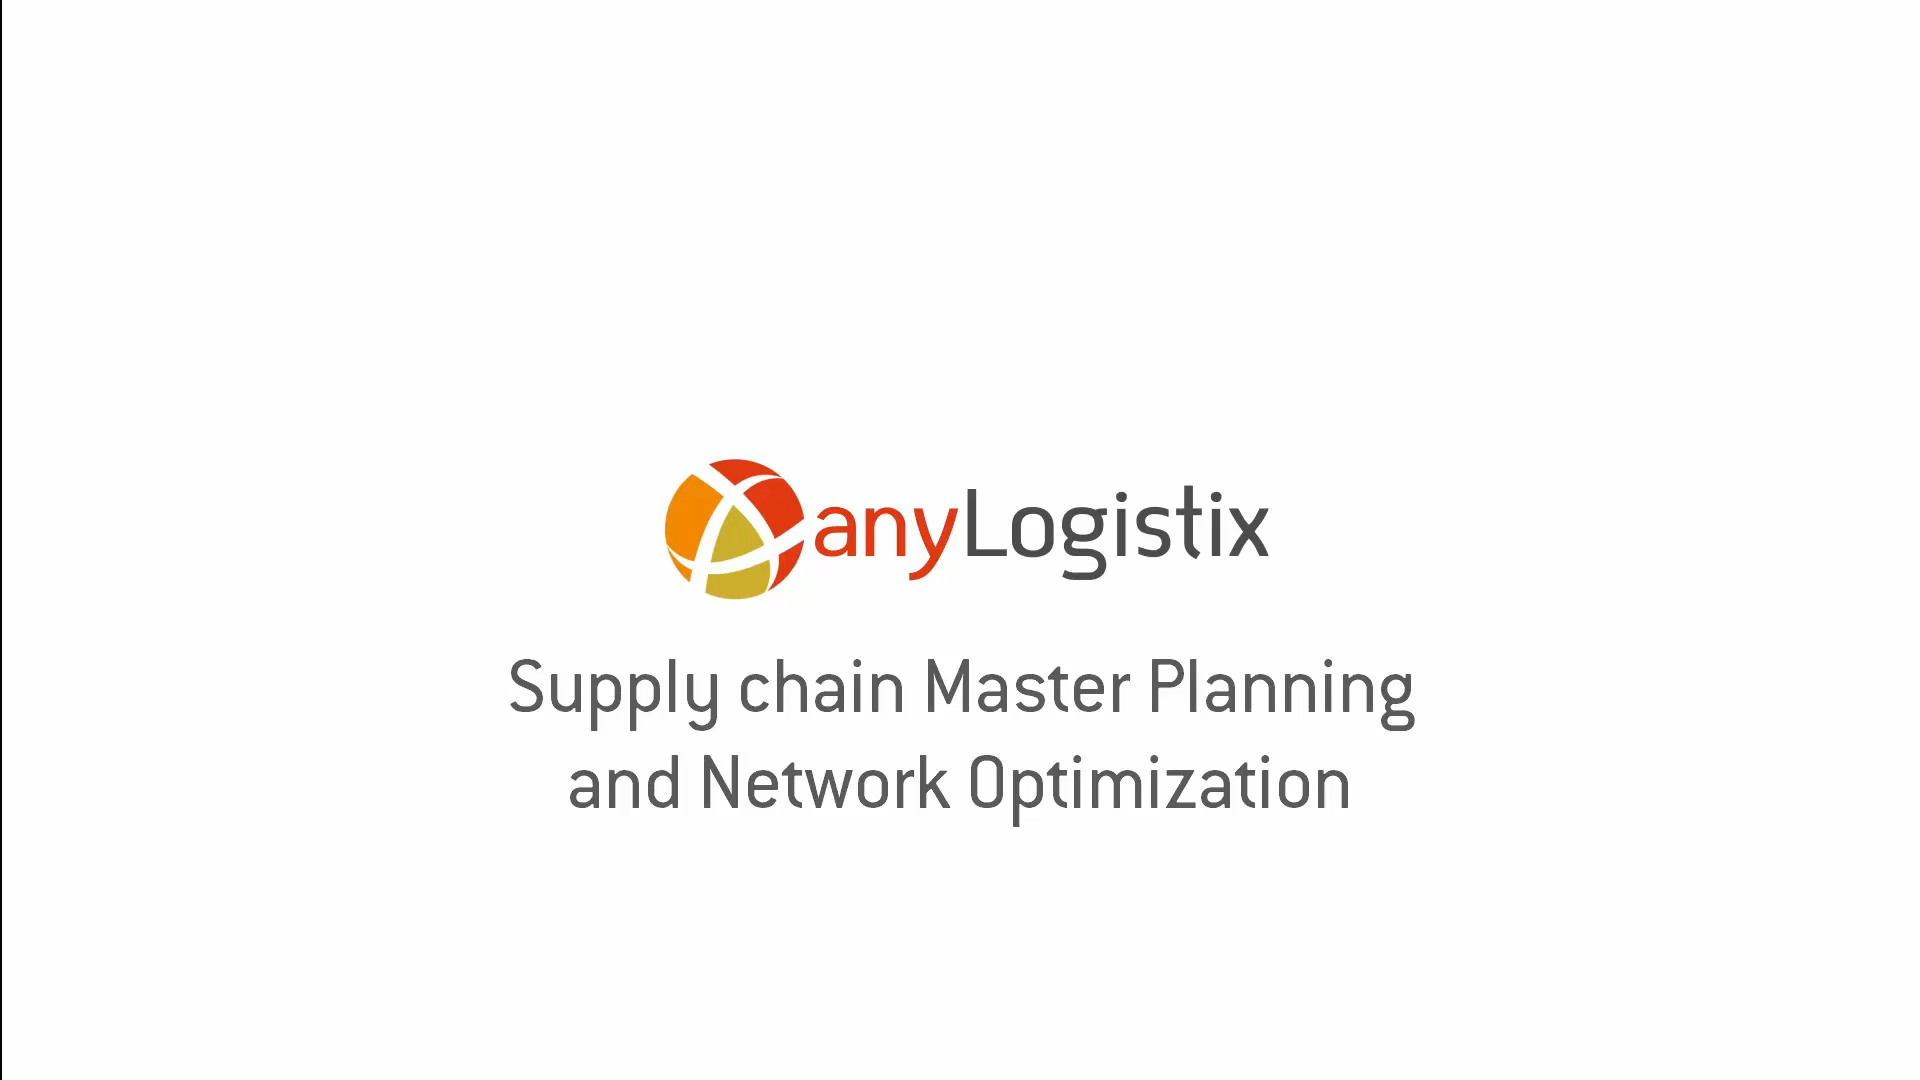 anyLogistix
Supply chain Master Planning
and Network Optimization